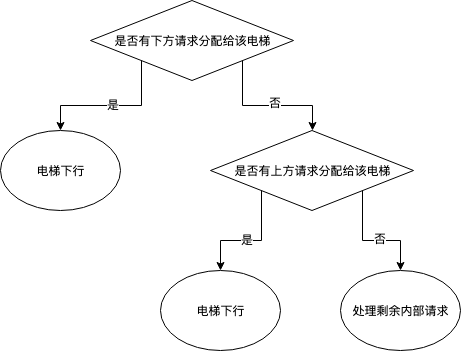 是否有下方请求分配给该电梯
是
否
电梯下行
是否有上方请求分配给该电梯
是
否
电梯下行
处理剩余内部请求